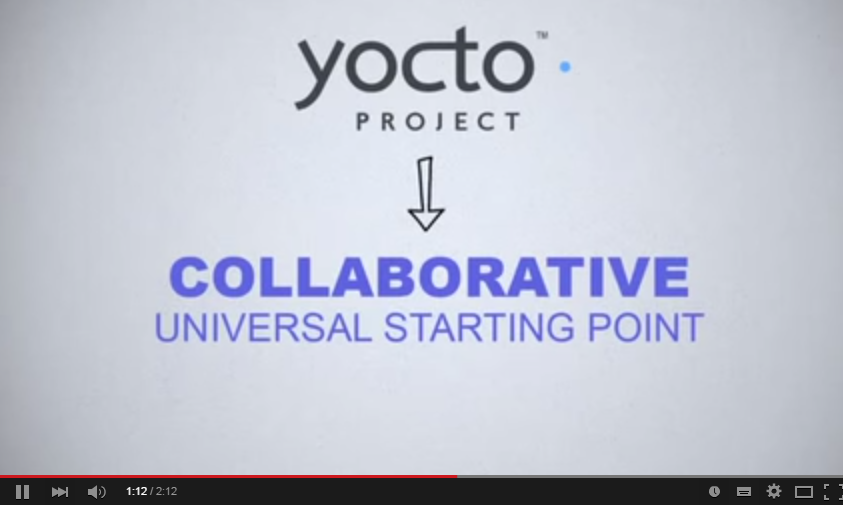 yocto™
PROJECT
COLLABORATIVE
UNIVERSAL STARTING POINT
1:12 / 2:12